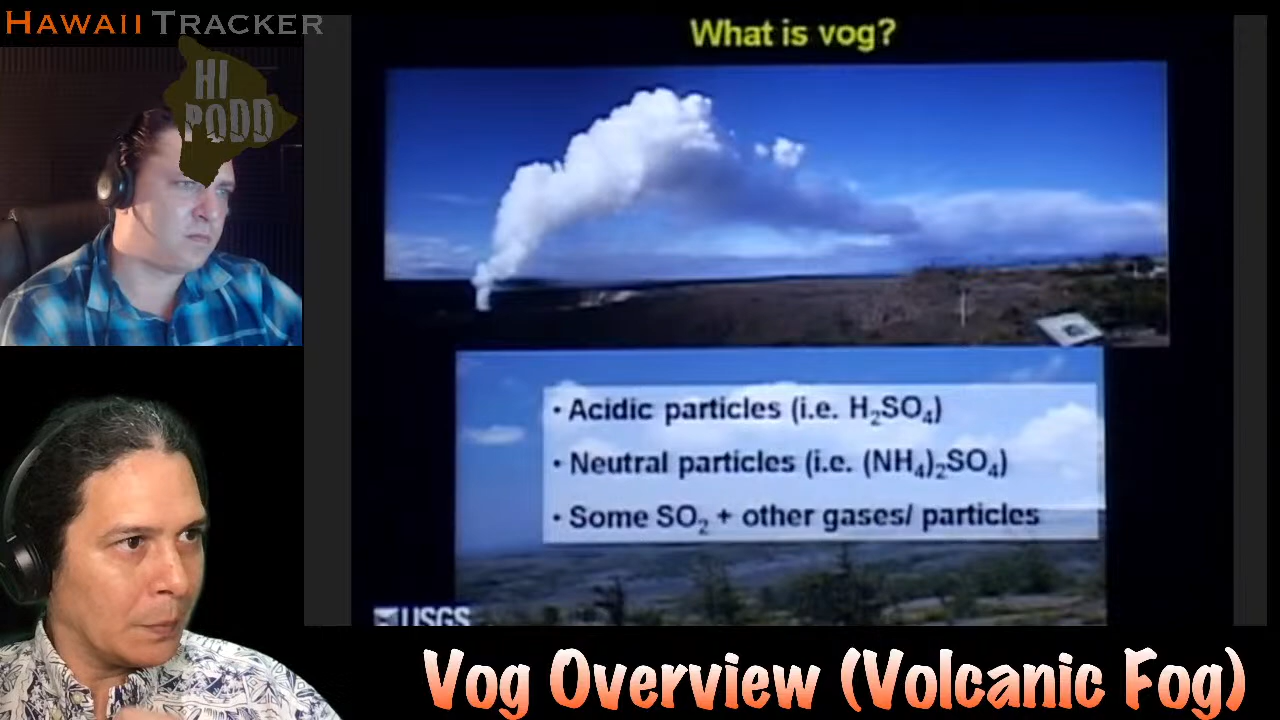 HAWAII TRACKER
HI
PODD
What is vog?
• Acidic particles (i.e. H₂SO₄)
• Neutral particles (i.e. (NH₄)₂SO₄)
• Some SO₂ + other gases/ particles
USGS
Vog Overview (Volcanic Fog)